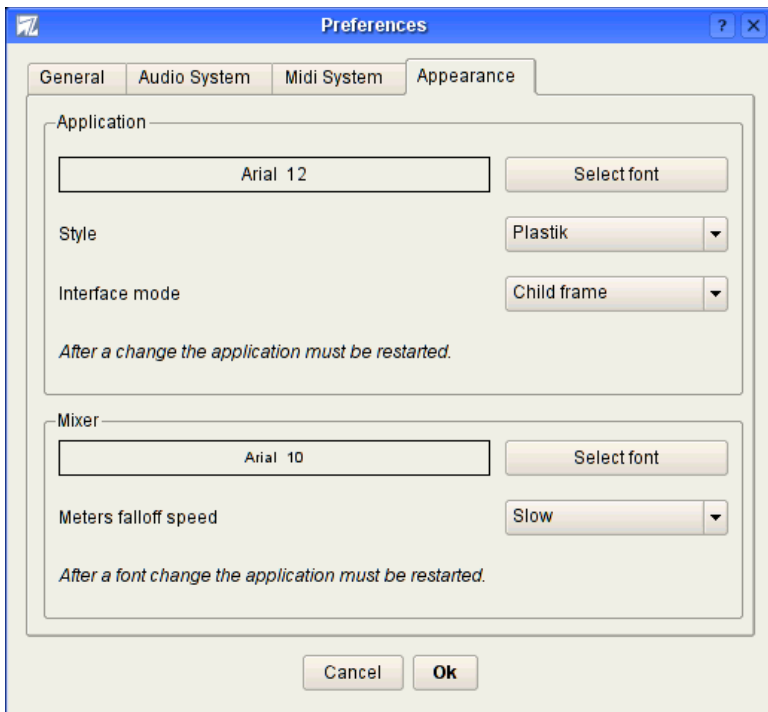 Preferences
General Audio System Midi System Appearance
Application
Arial 12 Select font
Style Plastik
Interface mode Child frame
After a change the application must be restarted.
Mixer
Arial 10 Select font
Meters falloff speed Slow
After a font change the application must be restarted.
Cancel Ok